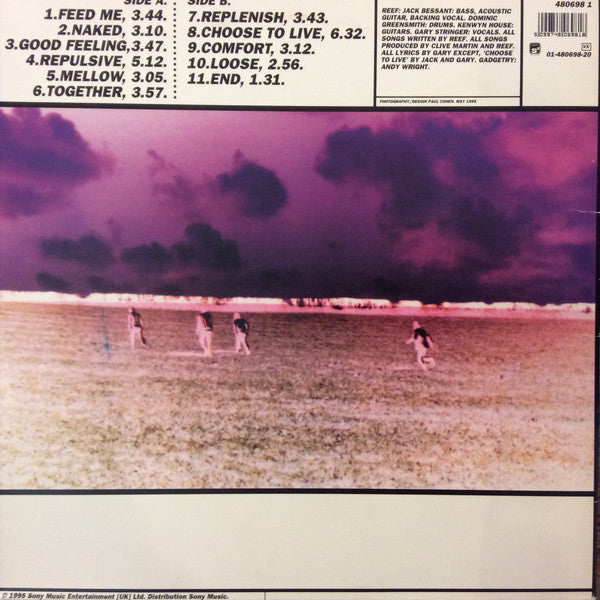 SIDE A:
1.FEED ME, 3.44.
2.NAKED, 3.10.
3.GOOD FEELING,3.47.
4.REPULSIVE, 5.12.
5.MELLOW, 3.05.
6.TOGETHER, 3.57.
SIDE B:
7.REPLENISH, 3.43.
8.CHOOSE TO LIVE, 6.32.
9.COMFORT, 3.12.
10.LOOSE, 2.56.
11.END, 1.31.
REEF: JACK BESSANT: BASS, ACOUSTIC
GUITAR, BACKING VOCAL. DOMINIC
GREENSMITH: DRUMS. KENWYN HOUSE:
GUITARS. GARY STRINGER: VOCALS. ALL
SONGS WRITTEN BY REEF. ALL SONGS
PRODUCED BY CLIVE MARTIN AND REEF.
ALL LYRICS BY GARY EXCEPT, 'CHOOSE
TO LIVE' BY JACK AND GARY. GADGETRY:
ANDY WRIGHT.
PHOTOGRAPHY/DESIGN PAUL COHEN. MAY 1995.
480698 1
5 099748 069818
VX
01-480698-20
© 1995 Sony Music Entertainment [UK] Ltd. Distribution Sony Music.